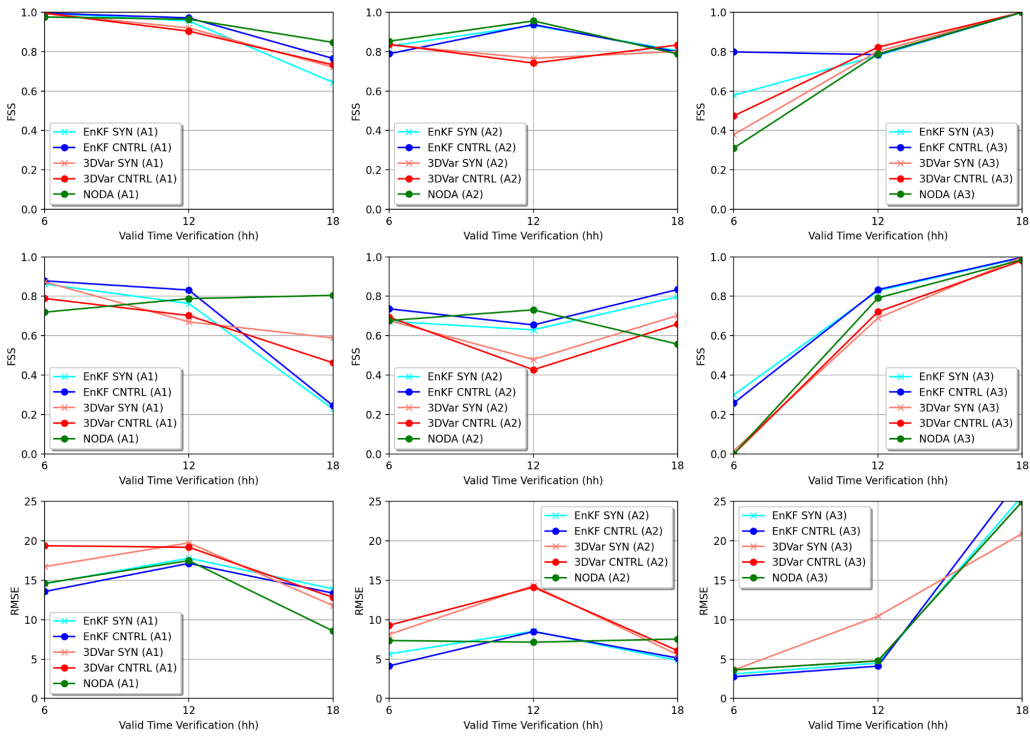 1.0
0.8
0.6
0.4
0.2
0.0
FSS
EnKF SYN (A1)
EnKF CNTRL (A1)
3DVar SYN (A1)
3DVar CNTRL (A1)
NODA (A1)
6 12 18
Valid Time Verification (hh)
1.0
0.8
0.6
0.4
0.2
0.0
FSS
EnKF SYN (A2)
EnKF CNTRL (A2)
3DVar SYN (A2)
3DVar CNTRL (A2)
NODA (A2)
6 12 18
Valid Time Verification (hh)
1.0
0.8
0.6
0.4
0.2
0.0
FSS
EnKF SYN (A3)
EnKF CNTRL (A3)
3DVar SYN (A3)
3DVar CNTRL (A3)
NODA (A3)
6 12 18
Valid Time Verification (hh)
1.0
0.8
0.6
0.4
0.2
0.0
FSS
EnKF SYN (A1)
EnKF CNTRL (A1)
3DVar SYN (A1)
3DVar CNTRL (A1)
NODA (A1)
6 12 18
Valid Time Verification (hh)
1.0
0.8
0.6
0.4
0.2
0.0
FSS
EnKF SYN (A2)
EnKF CNTRL (A2)
3DVar SYN (A2)
3DVar CNTRL (A2)
NODA (A2)
6 12 18
Valid Time Verification (hh)
1.0
0.8
0.6
0.4
0.2
0.0
FSS
EnKF SYN (A3)
EnKF CNTRL (A3)
3DVar SYN (A3)
3DVar CNTRL (A3)
NODA (A3)
6 12 18
Valid Time Verification (hh)
25
20
15
10
5
0
RMSE
EnKF SYN (A1)
EnKF CNTRL (A1)
3DVar SYN (A1)
3DVar CNTRL (A1)
NODA (A1)
6 12 18
Valid Time Verification (hh)
25
20
15
10
5
0
RMSE
EnKF SYN (A2)
EnKF CNTRL (A2)
3DVar SYN (A2)
3DVar CNTRL (A2)
NODA (A2)
6 12 18
Valid Time Verification (hh)
25
20
15
10
5
0
RMSE
EnKF SYN (A3)
EnKF CNTRL (A3)
3DVar SYN (A3)
3DVar CNTRL (A3)
NODA (A3)
6 12 18
Valid Time Verification (hh)